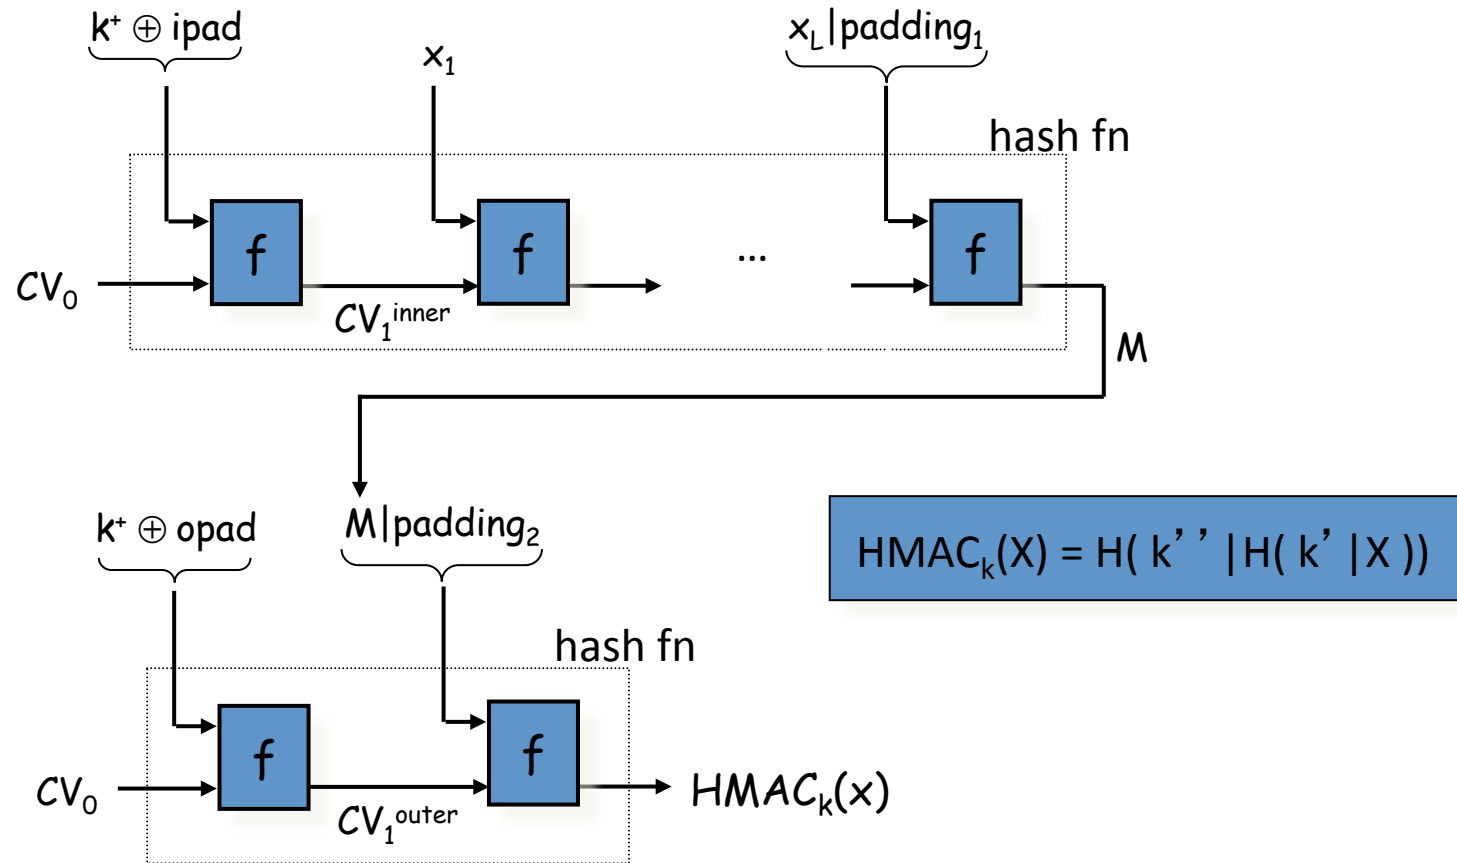 k⁺ ⊕ ipad
x₁
x_L|padding₁
hash fn
f
f
...
f
CV₀
CV₁^inner
M
k⁺ ⊕ opad
M|padding₂
HMAC_k(X) = H( k’’ |H( k’ |X ))
hash fn
f
f
CV₀
CV₁^outer
HMAC_k(x)